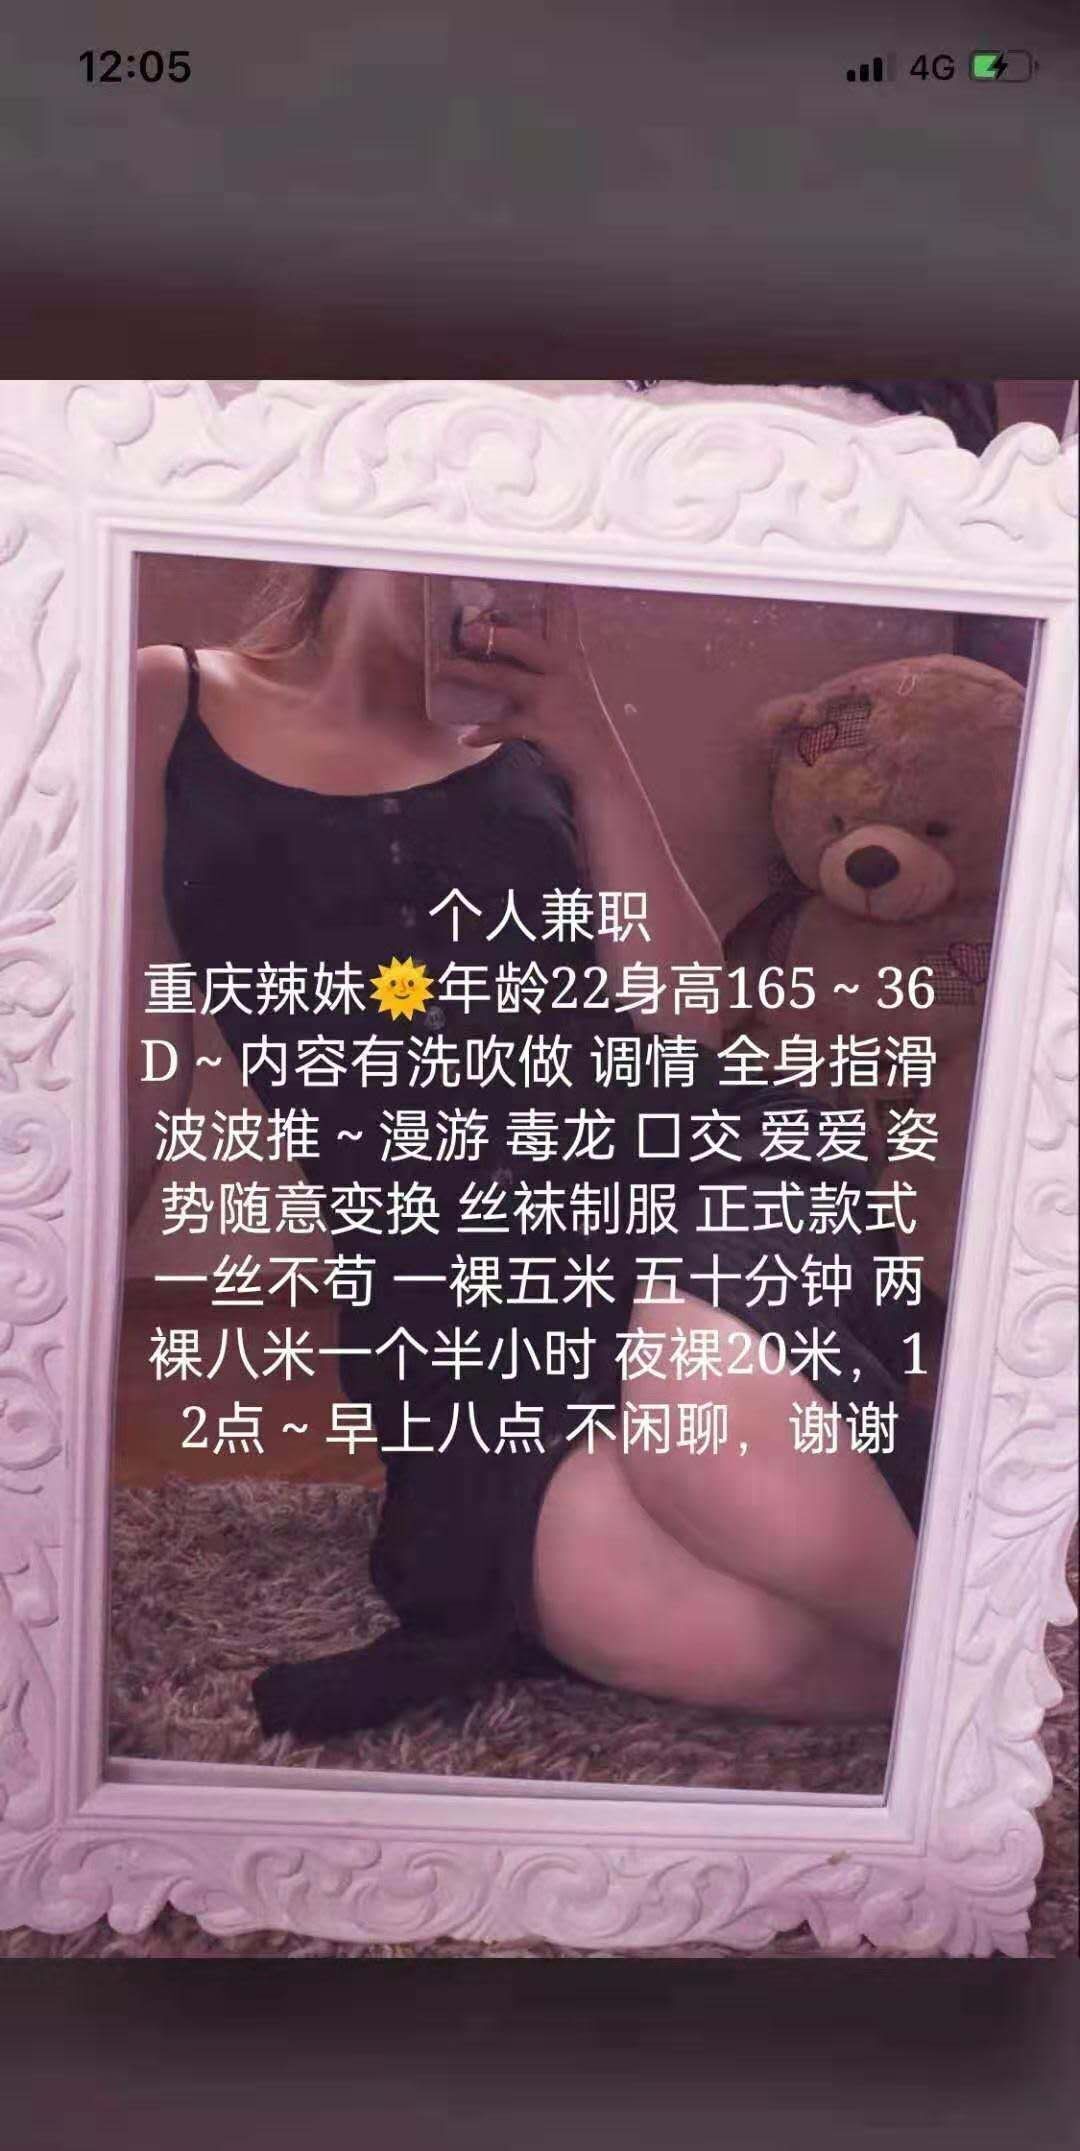 12:05
4G
个人兼职
重庆辣妹🌞年龄22身高165~36
D~内容有洗吹做 调情 全身指滑
波波推~漫游 毒龙 口交 爱爱 姿
势随意变换 丝袜制服 正式款式
一丝不苟 一裸五米 五十分钟 两
裸八米一个半小时 夜裸20米，1
2点~早上八点 不闲聊，谢谢